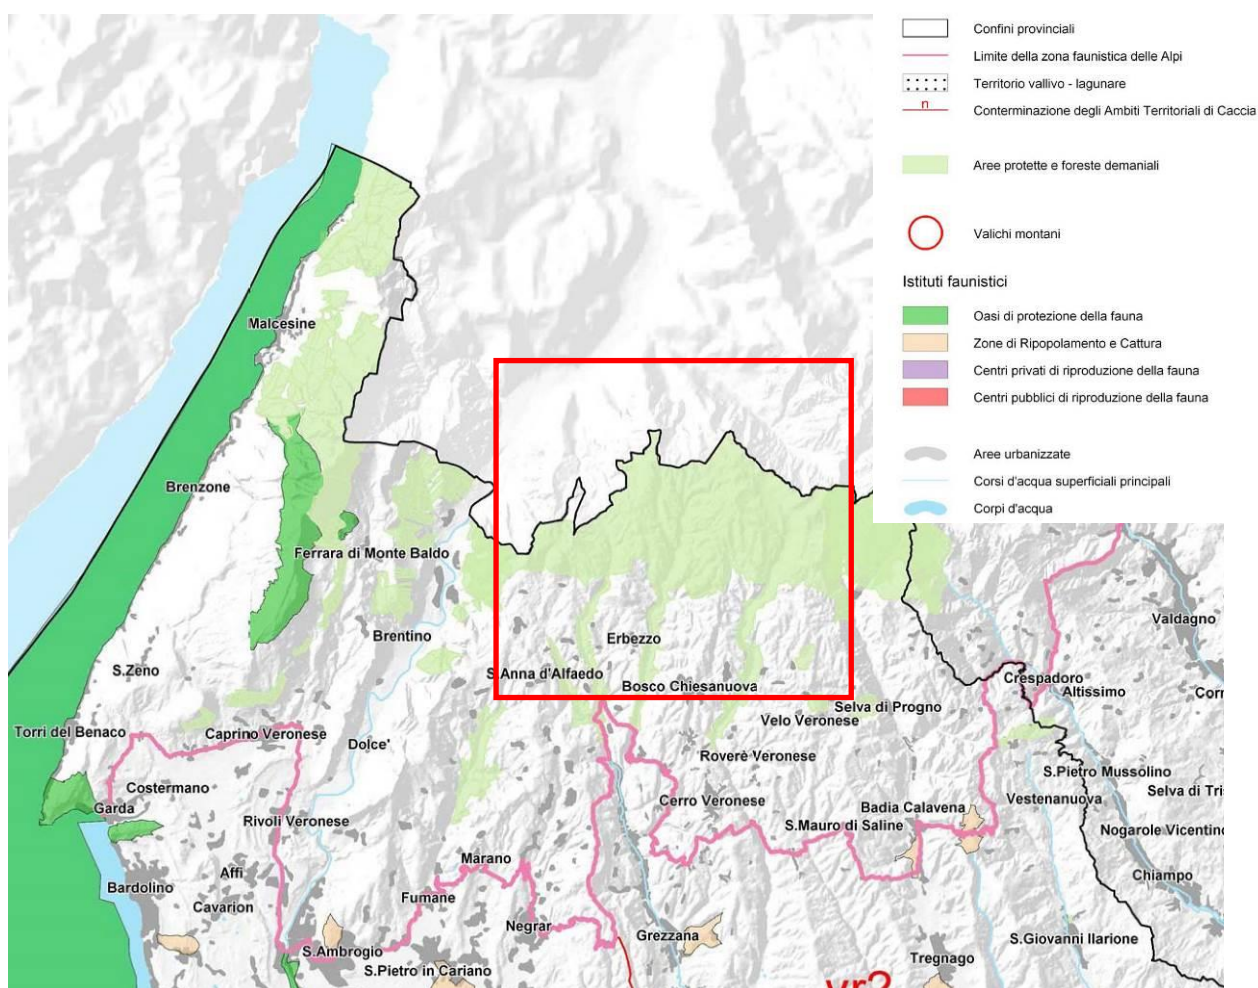 Confini provinciali
Limite della zona faunistica delle Alpi
Territorio vallivo - lagunare
n
Conterminazione degli Ambiti Territoriali di Caccia
Aree protette e foreste demaniali
Valichi montani
Istituti faunistici
Oasi di protezione della fauna
Zone di Ripopolamento e Cattura
Centri privati di riproduzione della fauna
Centri pubblici di riproduzione della fauna
Aree urbanizzate
Corsi d'acqua superficiali principali
Corpi d'acqua
Malcesine
Brenzone
Ferrara di Monte Baldo
Brentino
Erbezzo
S.Zeno
S.Anna d'Alfaedo
Bosco Chiesanuova
Crespadoro
Altissimo
Valdagno
Corr
Selva di Progno
Velo Veronese
Torri del Benaco
Caprino Veronese
Dolce'
Roverè Veronese
S.Pietro Mussolino
Costermano
Selva di Tris
Garda
Cerro Veronese
Badia Calavena
Vestenanuova
Rivoli Veronese
S.Mauro di Saline
Nogarole Vicentino
Marano
Affi
Chiampo
Bardolino
Fumane
Cavarion
Negrar
Grezzana
S.Giovanni Ilarione
S.Ambrogio
Tregnago
S.Pietro in Cariano
vr2